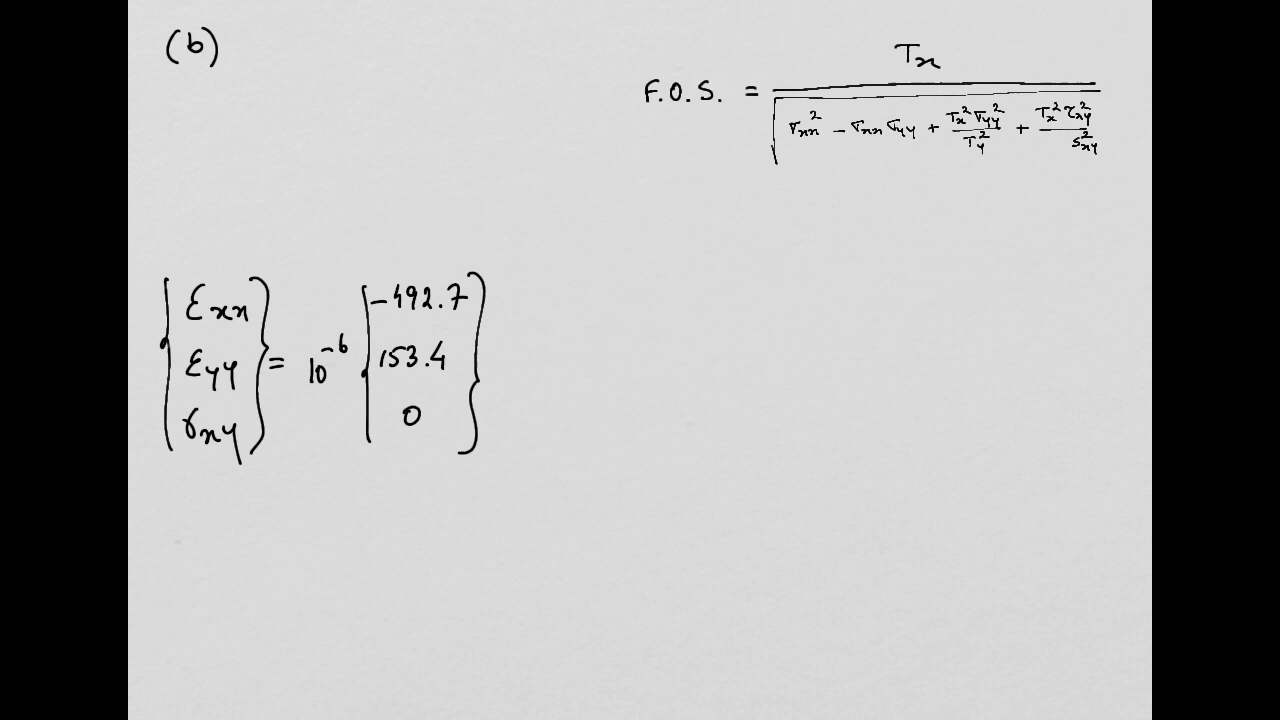 (b)
F.O.S. = Tx / √(σxx² − σxx σyy + Tx² σyy² / Ty² + Tx² τxy² / Sxy²)
{ εxx } = 10⁻⁶ { −492.7 }
{ εyy } { 153.4 }
{ γxy } { 0 }